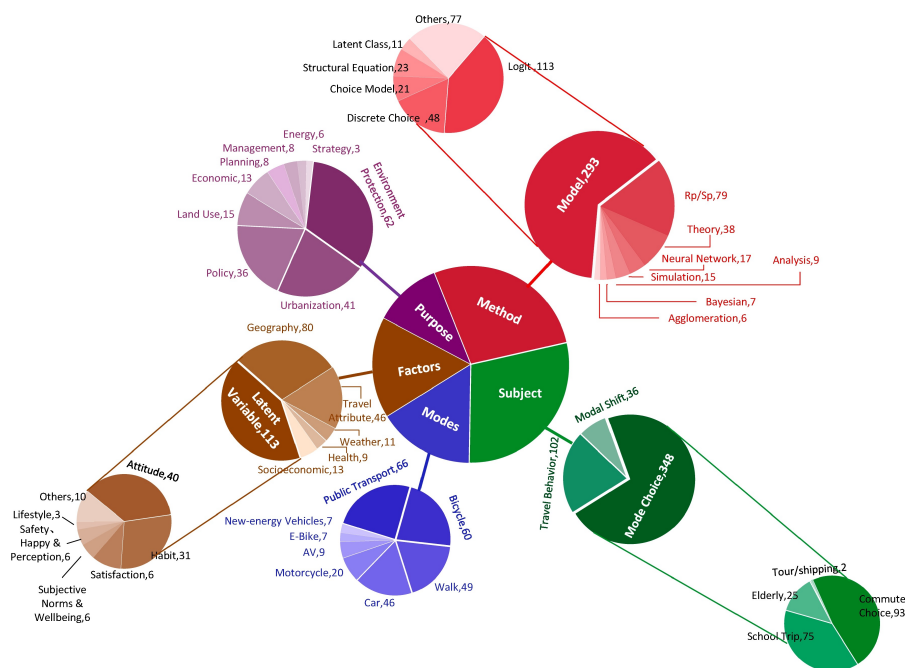 Others,77
Latent Class,11
Structural Equation,23
Logit ,113
Choice Model,21
Discrete Choice ,48
Energy,6
Strategy,3
Management,8
Planning,8
Economic,13
Environment
Protection,62
Land Use,15
Policy,36
Urbanization,41
Model,293
Rp/Sp,79
Theory,38
Neural Network,17
Analysis,9
Simulation,15
Bayesian,7
Agglomeration,6
Purpose
Method
Factors
Subject
Modes
Geography,80
Latent
Variable,113
Travel
Attribute,46
Weather,11
Health,9
Socioeconomic,13
Attitude,40
Others,10
Lifestyle,3
Safety、
Happy &
Perception,6
Habit,31
Satisfaction,6
Subjective
Norms &
Wellbeing,6
Public Transport,66
Bicycle,60
New-energy Vehicles,7
E-Bike,7
AV,9
Motorcycle,20
Car,46
Walk,49
Modal Shift,36
Travel Behavior,102
Mode Choice,348
Tour/shipping,2
Elderly,25
Commute
Choice,93
School Trip,75